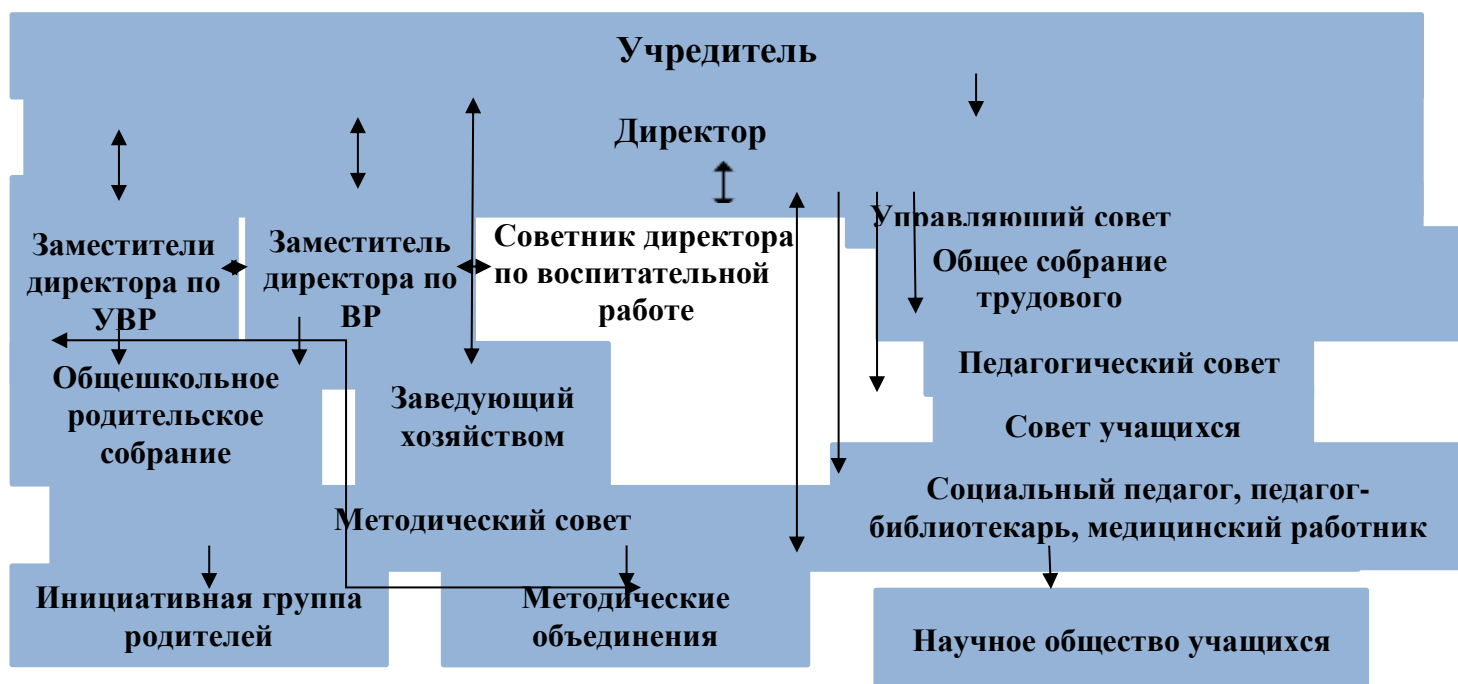 Учредитель
Директор
Заместители
директора по
УВР
Заместитель
директора по
ВР
Советник директора
по воспитательной
работе
Управляющий совет
Общее собрание
трудового
Педагогический совет
Совет учащихся
Общешкольное
родительское
собрание
Заведующий
хозяйством
Социальный педагог, педагог-
библиотекарь, медицинский работник
Методический совет
Инициативная группа
родителей
Методические
объединения
Научное общество учащихся